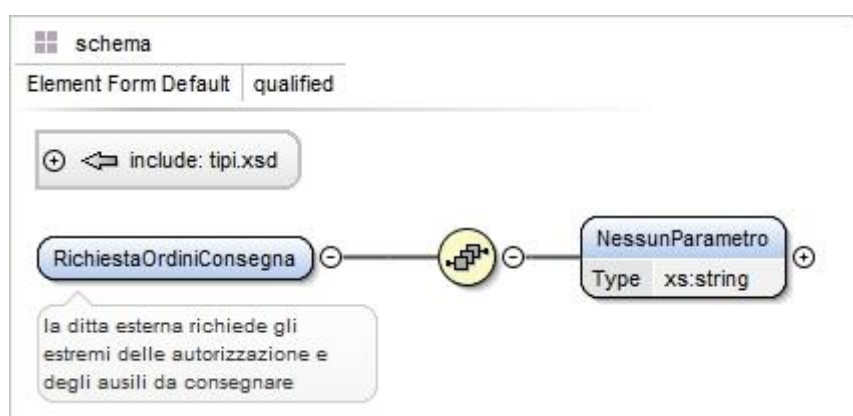 schema
Element Form Default qualified
include: tipi.xsd
RichiestaOrdiniConsegna
NessunParametro
Type xs:string
la ditta esterna richiede gli
estremi delle autorizzazione e
degli ausili da consegnare